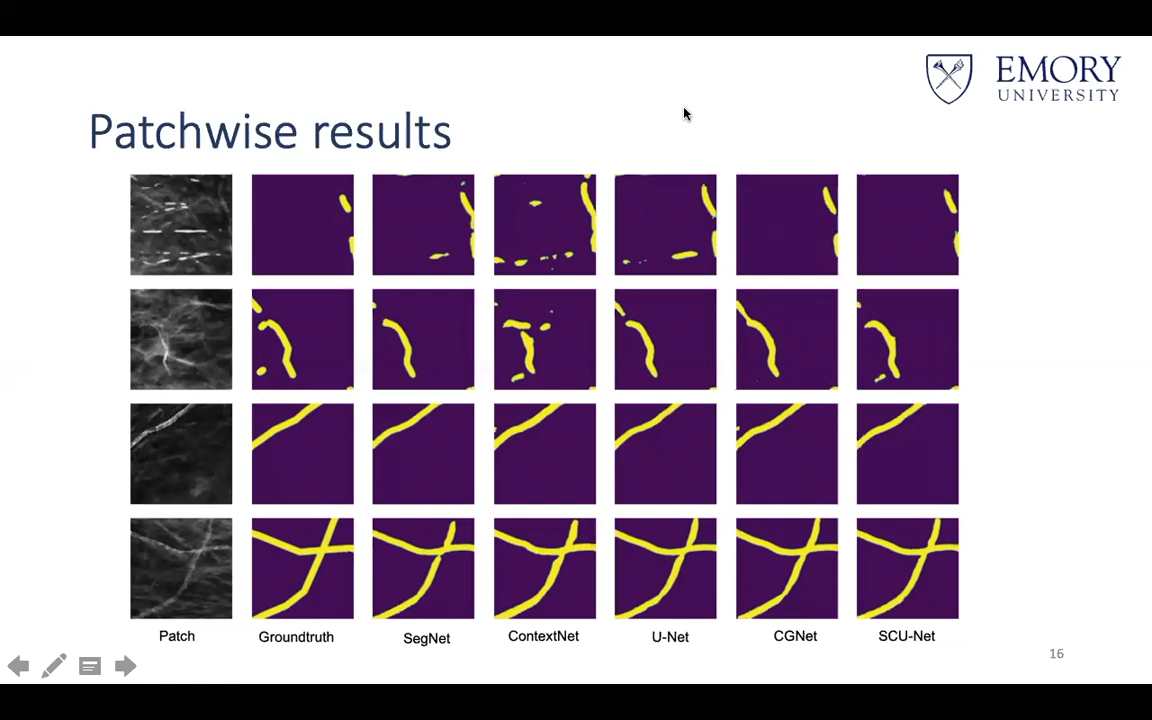 EMORY
UNIVERSITY
Patchwise results
Patch
Groundtruth
SegNet
ContextNet
U-Net
CGNet
SCU-Net
16